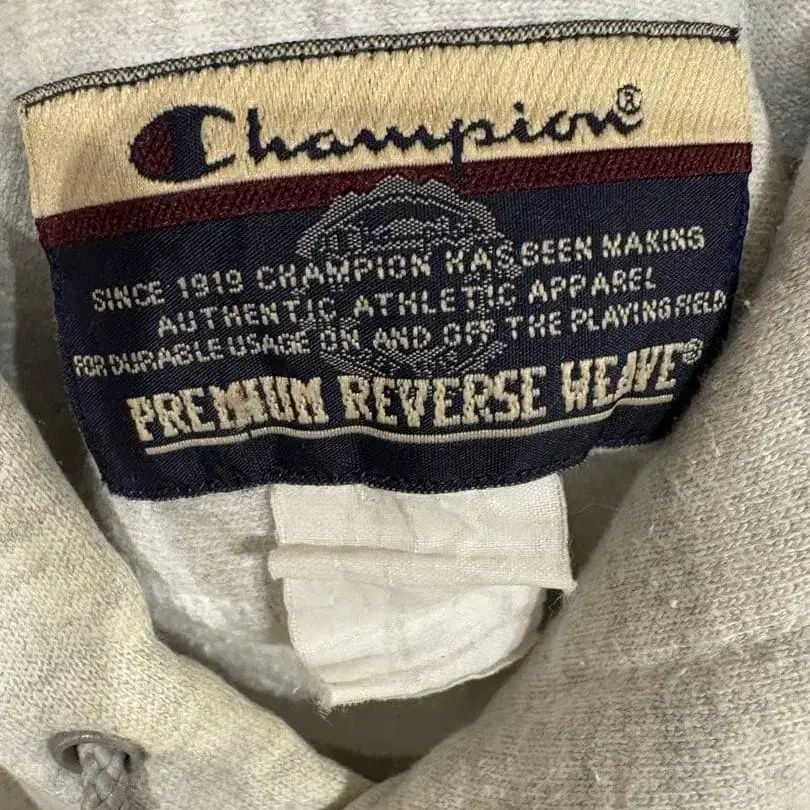 Champion®
SINCE 1919 CHAMPION HAS BEEN MAKING
AUTHENTIC ATHLETIC APPAREL
FOR DURABLE USAGE ON AND OFF THE PLAYING FIELD
PREMIUM REVERSE WEAVE®